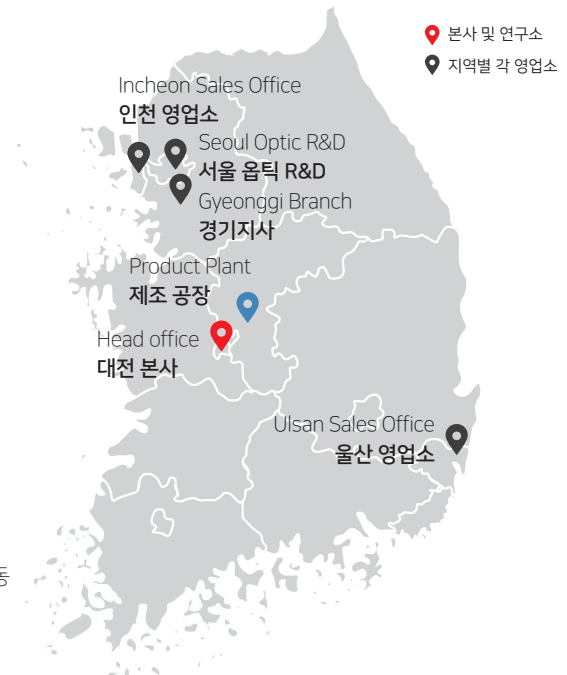 본사 및 연구소
지역별 각 영업소
Incheon Sales Office
인천 영업소
Seoul Optic R&D
서울 옵틱 R&D
Gyeonggi Branch
경기지사
Product Plant
제조 공장
Head office
대전 본사
Ulsan Sales Office
울산 영업소
동